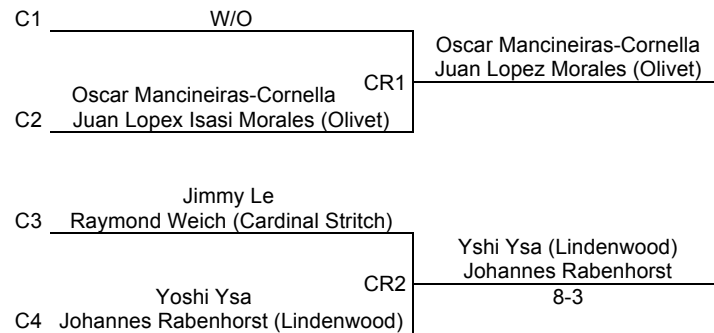 C1 W/O
Oscar Mancineiras-Cornella
Juan Lopez Morales (Olivet)
CR1
Oscar Mancineiras-Cornella
C2 Juan Lopex Isasi Morales (Olivet)
Jimmy Le
C3 Raymond Weich (Cardinal Stritch)
Yshi Ysa (Lindenwood)
Johannes Rabenhorst
CR2
8-3
Yoshi Ysa
C4 Johannes Rabenhorst (Lindenwood)